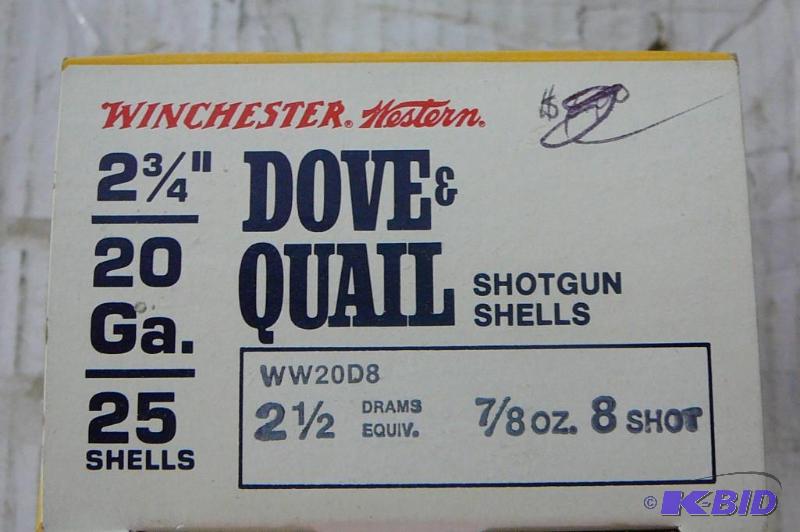 WINCHESTER® Western®
2¾"
20
Ga.
25
SHELLS
DOVE &
QUAIL
SHOTGUN
SHELLS
WW20D8
2½ DRAMS EQUIV. 7/8 OZ. 8 SHOT
© K-BID